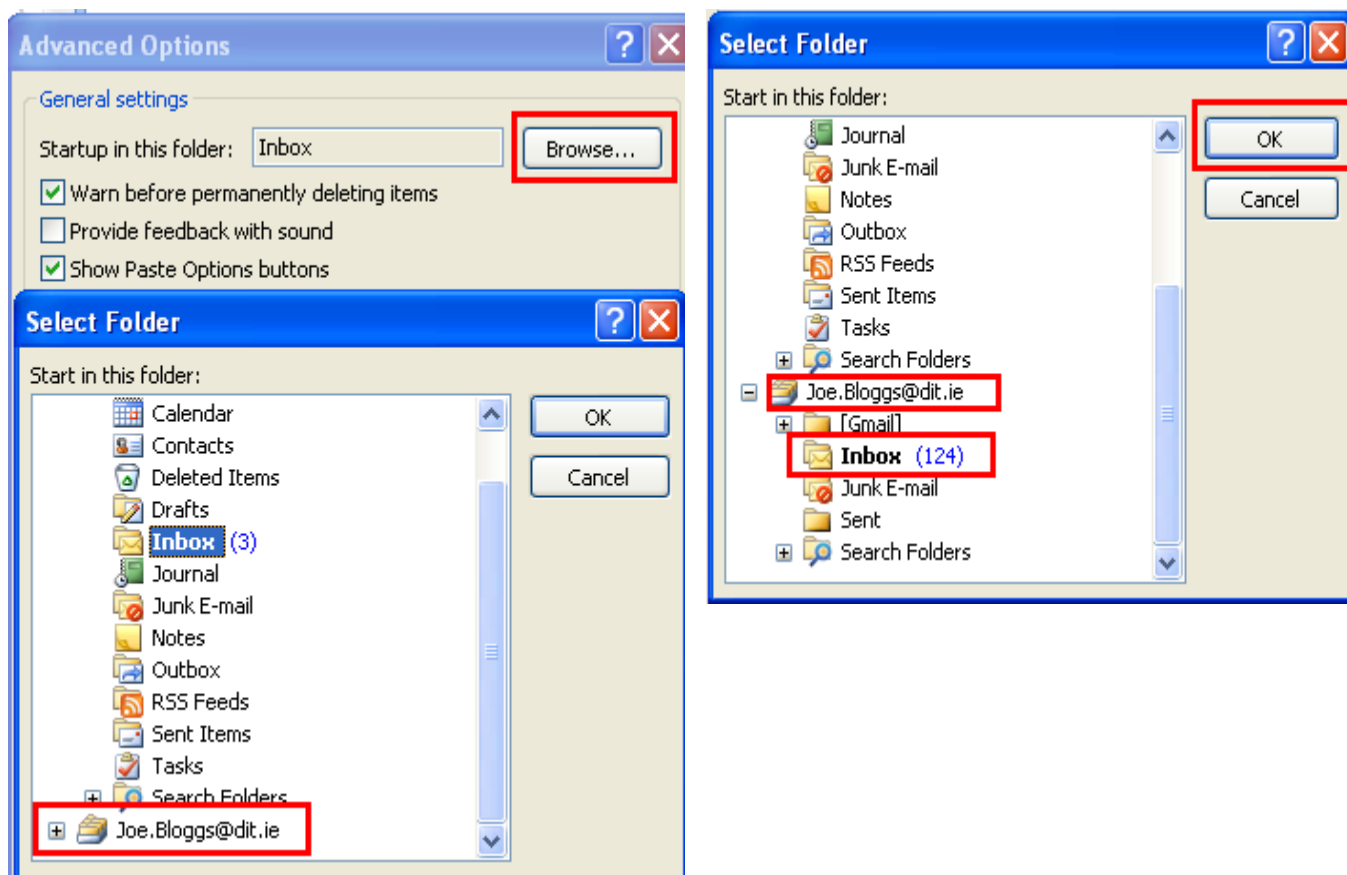 Advanced Options
General settings
Startup in this folder: Inbox Browse...
Warn before permanently deleting items
Provide feedback with sound
Show Paste Options buttons
Select Folder
Start in this folder:
Calendar
Contacts
Deleted Items
Drafts
Inbox (3)
Journal
Junk E-mail
Notes
Outbox
RSS Feeds
Sent Items
Tasks
Search Folders
Joe.Bloggs@dit.ie
OK
Cancel
Select Folder
Start in this folder:
Journal
Junk E-mail
Notes
Outbox
RSS Feeds
Sent Items
Tasks
Search Folders
Joe.Bloggs@dit.ie
[Gmail]
Inbox (124)
Junk E-mail
Sent
Search Folders
OK
Cancel